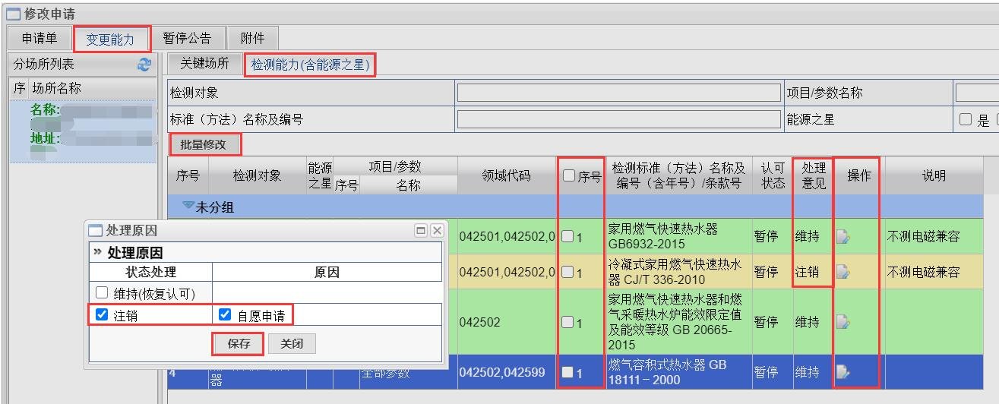 修改申请
申请单 变更能力 暂停公告 附件
分场所列表
序 场所名称
名称:
地址:
关键场所 检测能力(含能源之星)
检测对象 项目/参数名称
标准（方法）名称及编号 能源之星 是
批量修改
序号 检测对象 能源之星 项目/参数 序号 名称 领域代码 序号 检测标准（方法）名称及编号（含年号）/条款号 认可状态 处理意见 操作 说明
未分组
042501,042502,0 1 家用燃气快速热水器 GB6932-2015 暂停 维持 不测电磁兼容
042501,042502,0 1 冷凝式家用燃气快速热水器 CJ/T 336-2010 暂停 注销 不测电磁兼容
042502 1 家用燃气快速热水器和燃气采暖热水炉能效限定值及能效等级 GB 20665-2015 暂停 维持
4 器 全部参数 042502,042599 1 燃气容积式热水器 GB 18111－2000 暂停 维持
处理原因
» 处理原因
状态处理 原因
维持(恢复认可)
注销 自愿申请
保存 关闭